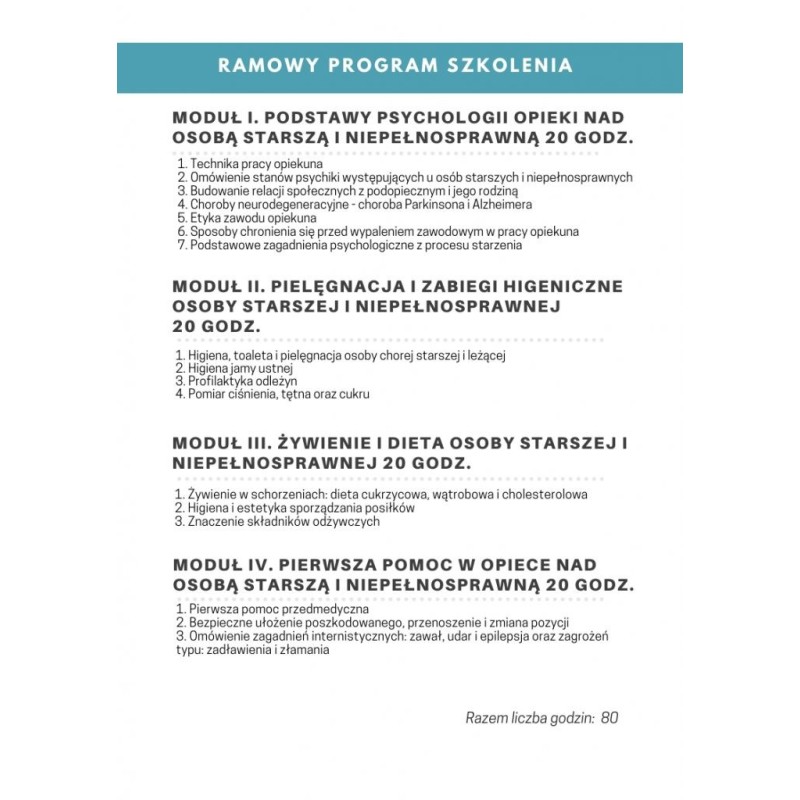 RAMOWY PROGRAM SZKOLENIA
MODUŁ I. PODSTAWY PSYCHOLOGII OPIEKI NAD
OSOBĄ STARSZĄ I NIEPEŁNOSPRAWNĄ 20 GODZ.
1. Technika pracy opiekuna
2. Omówienie stanów psychiki występujących u osób starszych i niepełnosprawnych
3. Budowanie relacji społecznych z podopiecznym i jego rodziną
4. Choroby neurodegeneracyjne - choroba Parkinsona i Alzheimera
5. Etyka zawodu opiekuna
6. Sposoby chronienia się przed wypaleniem zawodowym w pracy opiekuna
7. Podstawowe zagadnienia psychologiczne z procesu starzenia
MODUŁ II. PIELĘGNACJA I ZABIEGI HIGENICZNE
OSOBY STARSZEJ I NIEPEŁNOSPRAWNEJ
20 GODZ.
1. Higiena, toaleta i pielęgnacja osoby chorej starszej i leżącej
2. Higiena jamy ustnej
3. Profilaktyka odleżyn
4. Pomiar ciśnienia, tętna oraz cukru
MODUŁ III. ŻYWIENIE I DIETA OSOBY STARSZEJ I
NIEPEŁNOSPRAWNEJ 20 GODZ.
1. Żywienie w schorzeniach: dieta cukrzycowa, wątrobowa i cholesterolowa
2. Higiena i estetyka sporządzania posiłków
3. Znaczenie składników odżywczych
MODUŁ IV. PIERWSZA POMOC W OPIECE NAD
OSOBĄ STARSZĄ I NIEPEŁNOSPRAWNĄ 20 GODZ.
1. Pierwsza pomoc przedmedyczna
2. Bezpieczne ułożenie poszkodowanego, przenoszenie i zmiana pozycji
3. Omówienie zagadnień internistycznych: zawał, udar i epilepsja oraz zagrożeń
typu: zadławienia i złamania
Razem liczba godzin: 80